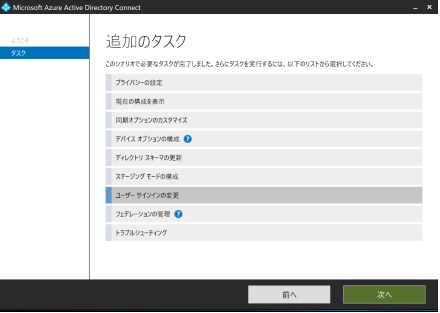 Microsoft Azure Active Directory Connect
ようこそ
タスク
追加のタスク
このシナリオで必要なタスクが完了しました。さらにタスクを実行するには、以下のリストから選択してください。
プライバシーの設定
現在の構成を表示
同期オプションのカスタマイズ
デバイス オプションの構成 ?
ディレクトリ スキーマの更新
ステージング モードの構成
ユーザー サインインの変更
フェデレーションの管理 ?
トラブルシューティング
前へ
次へ